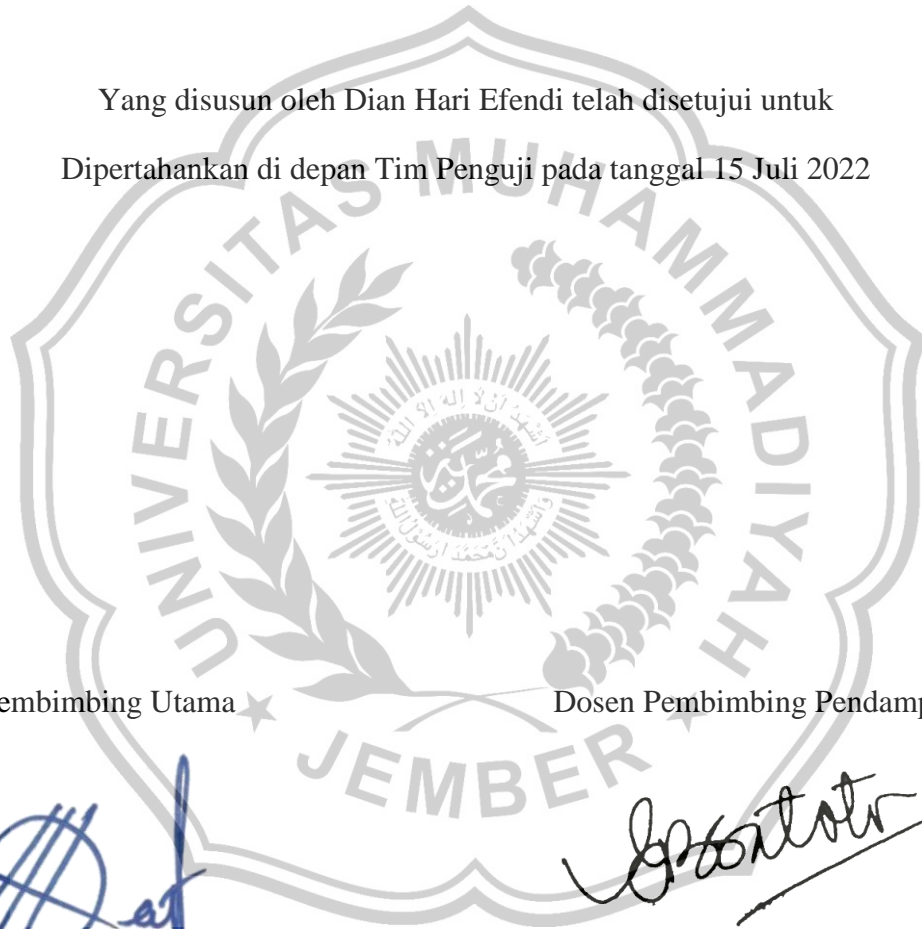 Yang disusun oleh Dian Hari Efendi telah disetujui untuk
Dipertahankan di depan Tim Penguji pada tanggal 15 Juli 2022
UNIVERSITAS MUHAMMADIYAH
JEMBER
embimbing Utama
Dosen Pembimbing Pendamp